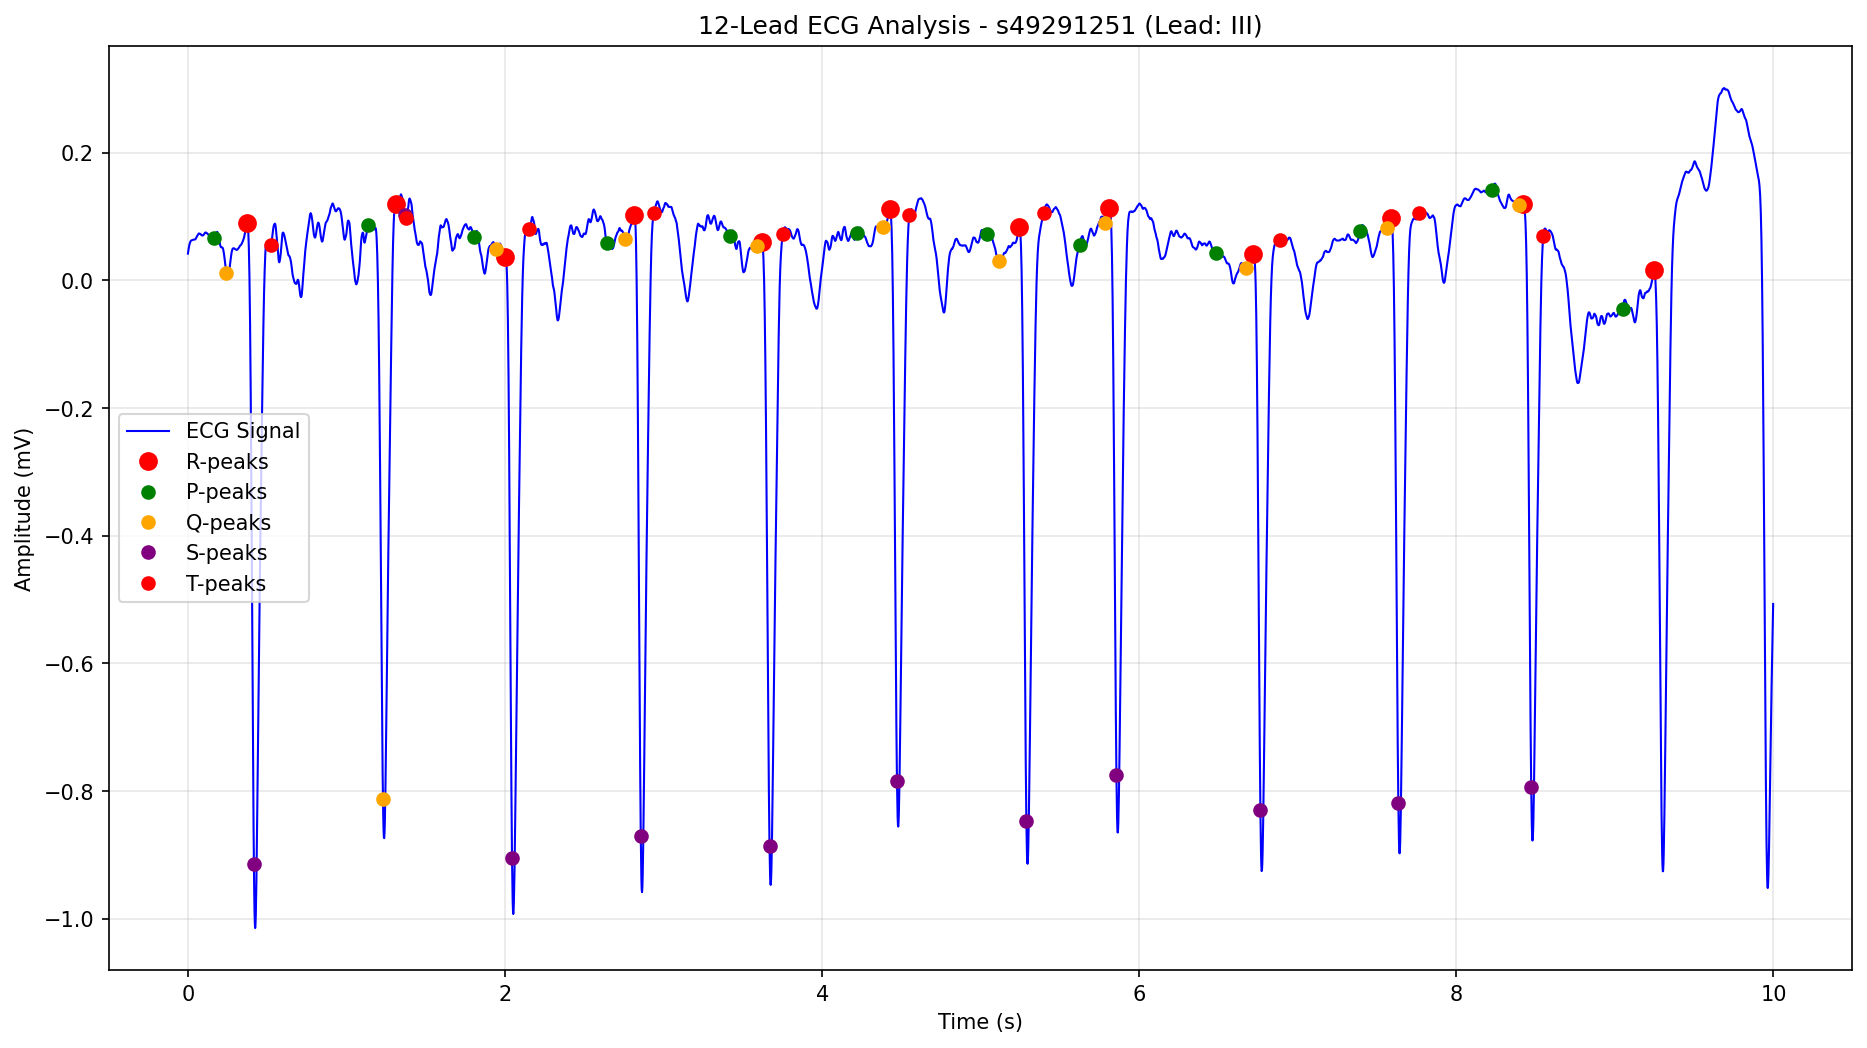 12-Lead ECG Analysis - s49291251 (Lead: III)
Amplitude (mV)
0.2
0.0
−0.2
−0.4
−0.6
−0.8
−1.0
ECG Signal
R-peaks
P-peaks
Q-peaks
S-peaks
T-peaks
0 2 4 6 8 10
Time (s)